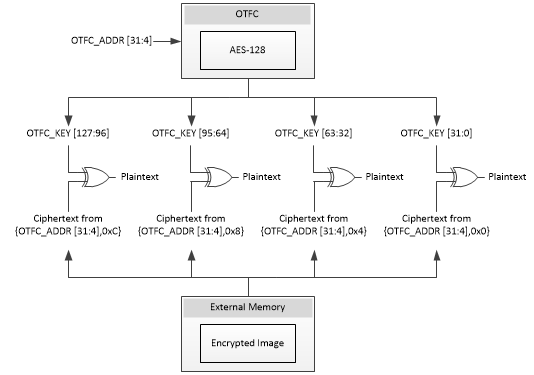 OTFC
OTFC_ADDR [31:4]
AES-128
OTFC_KEY [127:96]
OTFC_KEY [95:64]
OTFC_KEY [63:32]
OTFC_KEY [31:0]
Plaintext
Plaintext
Plaintext
Plaintext
Ciphertext from
{OTFC_ADDR [31:4],0xC}
Ciphertext from
{OTFC_ADDR [31:4],0x8}
Ciphertext from
{OTFC_ADDR [31:4],0x4}
Ciphertext from
{OTFC_ADDR [31:4],0x0}
External Memory
Encrypted Image